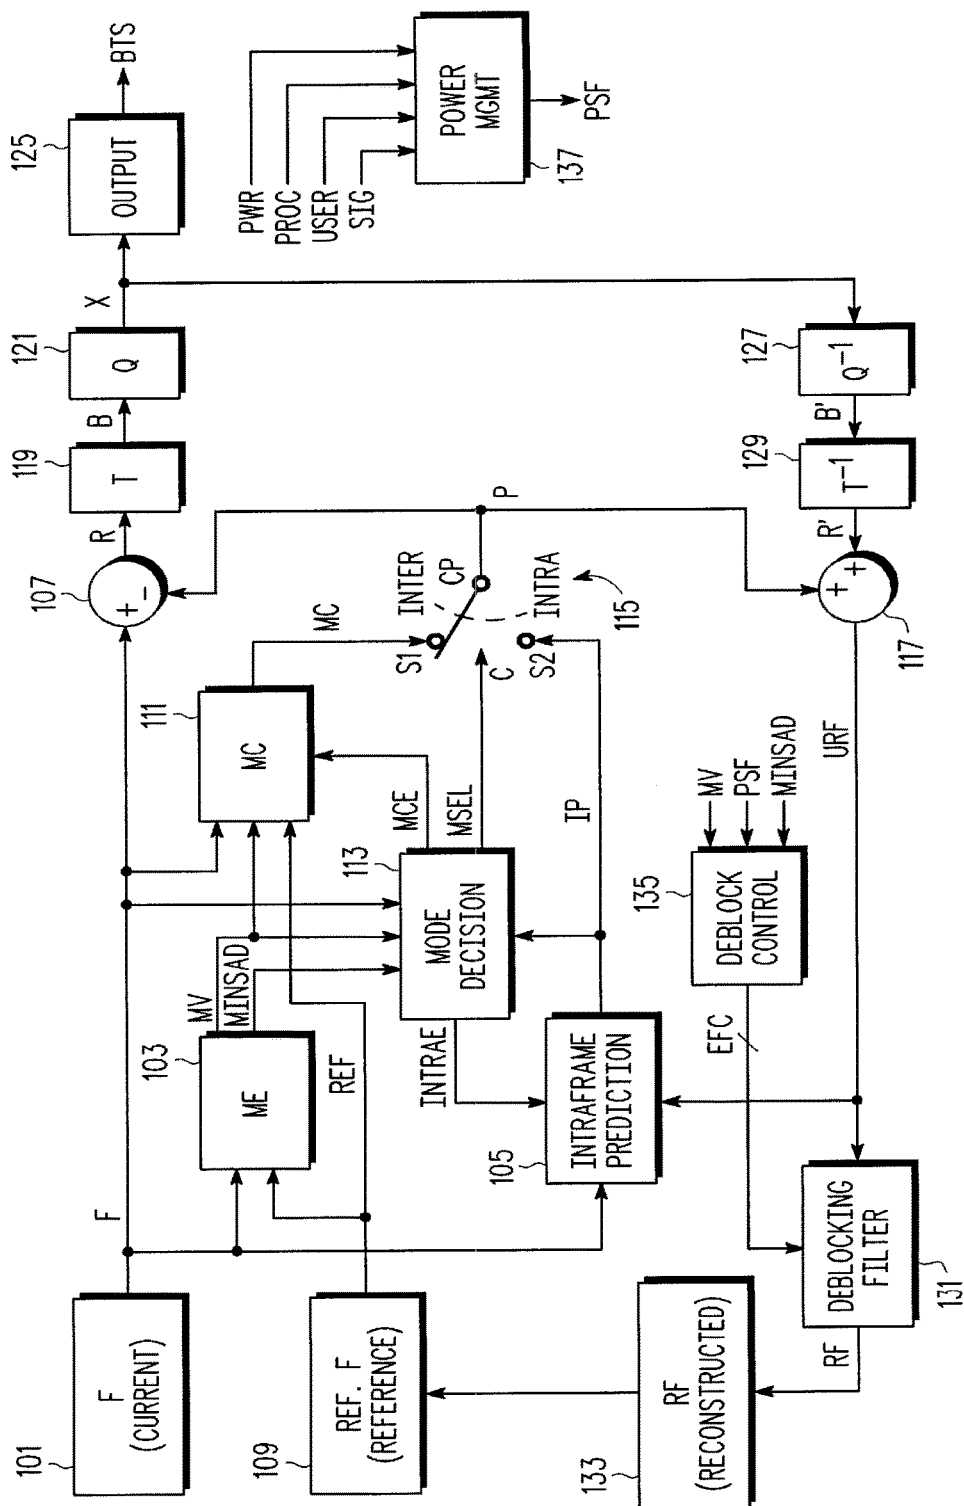 101
F
(CURRENT)
F
103
ME
MV
MINSAD
REF
109
REF. F
(REFERENCE)
111
MC
MC
MCE
MSEL
113
MODE
DECISION
INTRAE
105
INTRAFRAME
PREDICTION
IP
S1
INTER
CP
C
S2
INTRA
115
P
107
+
-
R
119
T
B
121
Q
X
125
OUTPUT
BTS
PWR
PROC
USER
SIG
POWER
MGMT
137
PSF
127
Q-1
B'
129
T-1
R'
+
+
117
URF
MV
PSF
MINSAD
135
DEBLOCK
CONTROL
EFC
DEBLOCKING
FILTER
131
RF
133
RF
(RECONSTRUCTED)